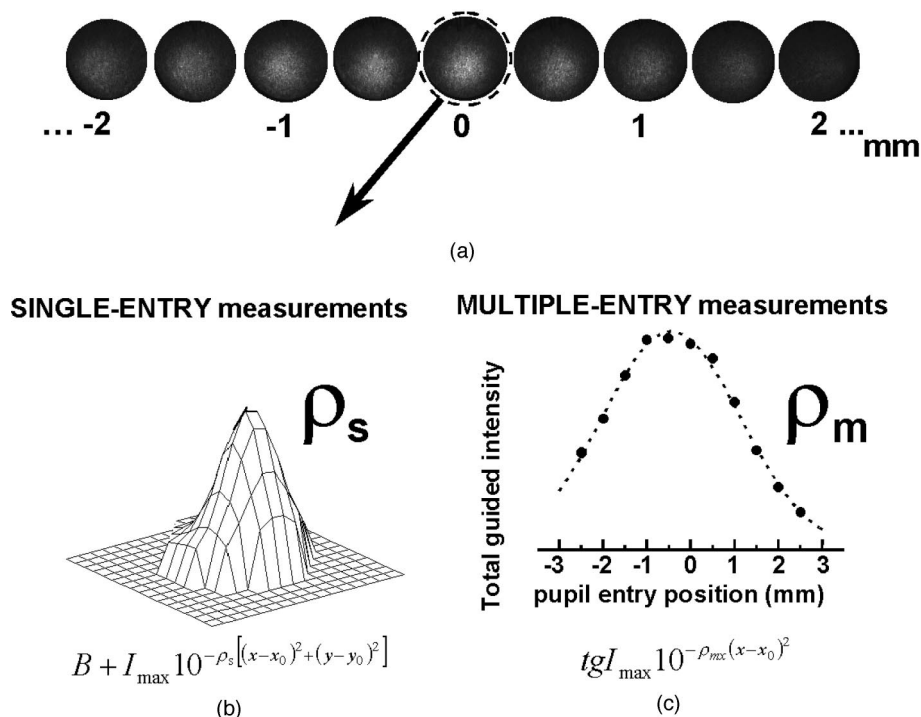 ... -2 -1 0 1 2 ...
mm
(a)
SINGLE-ENTRY measurements
ρs
B + Imax 10^{-ρs[(x-x0)^2+(y-y0)^2]}
(b)
MULTIPLE-ENTRY measurements
Total guided intensity
ρm
-3 -2 -1 0 1 2 3
pupil entry position (mm)
tgImax 10^{-ρmx(x-x0)^2}
(c)